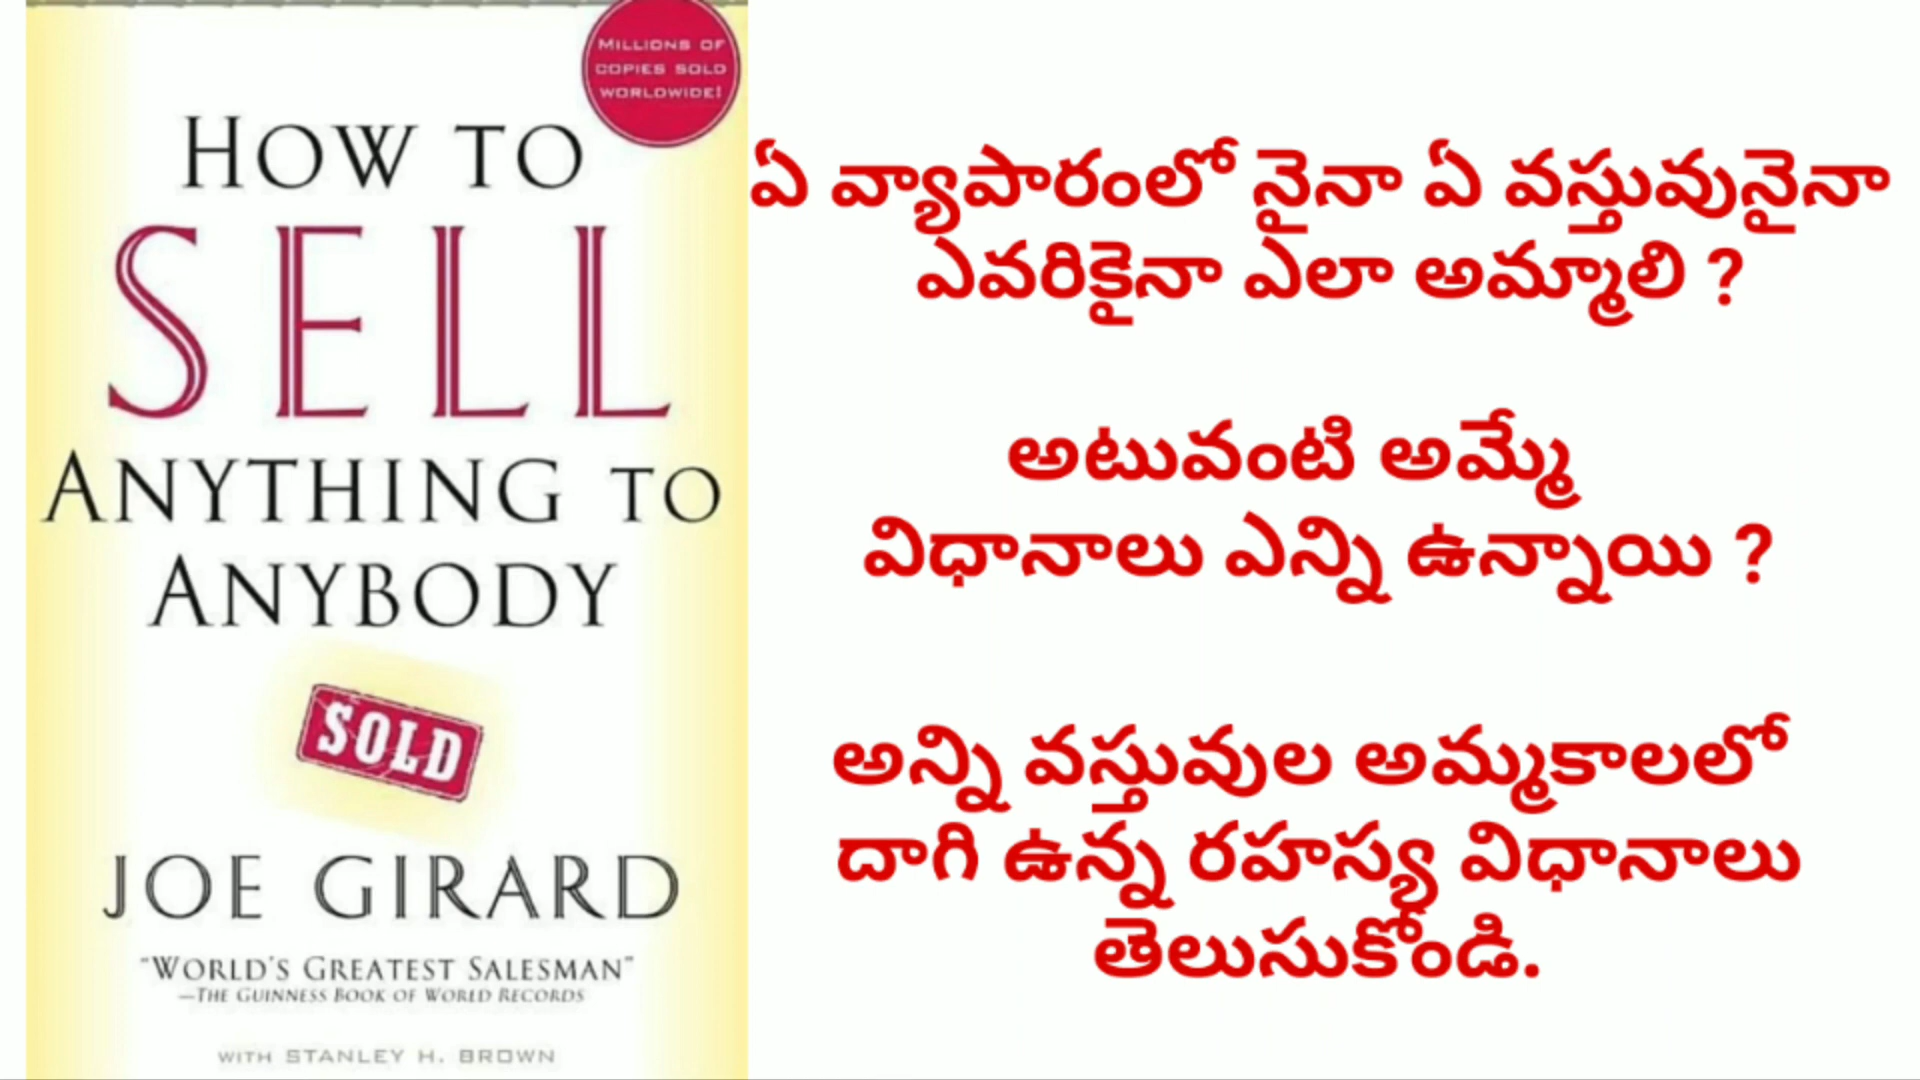 MILLIONS OF
COPIES SOLD
WORLDWIDE!
HOW TO
SELL
ANYTHING TO
ANYBODY
SOLD
JOE GIRARD
"WORLD'S GREATEST SALESMAN"
—THE GUINNESS BOOK OF WORLD RECORDS
WITH STANLEY H. BROWN
ఏ వ్యాపారంలో నైనా ఏ వస్తువునైనా
ఎవరికైనా ఎలా అమ్మాలి ?
అటువంటి అమ్మే
విధానాలు ఎన్ని ఉన్నాయి ?
అన్ని వస్తువుల అమ్మకాలలో
దాగి ఉన్న రహస్య విధానాలు
తెలుసుకోండి.